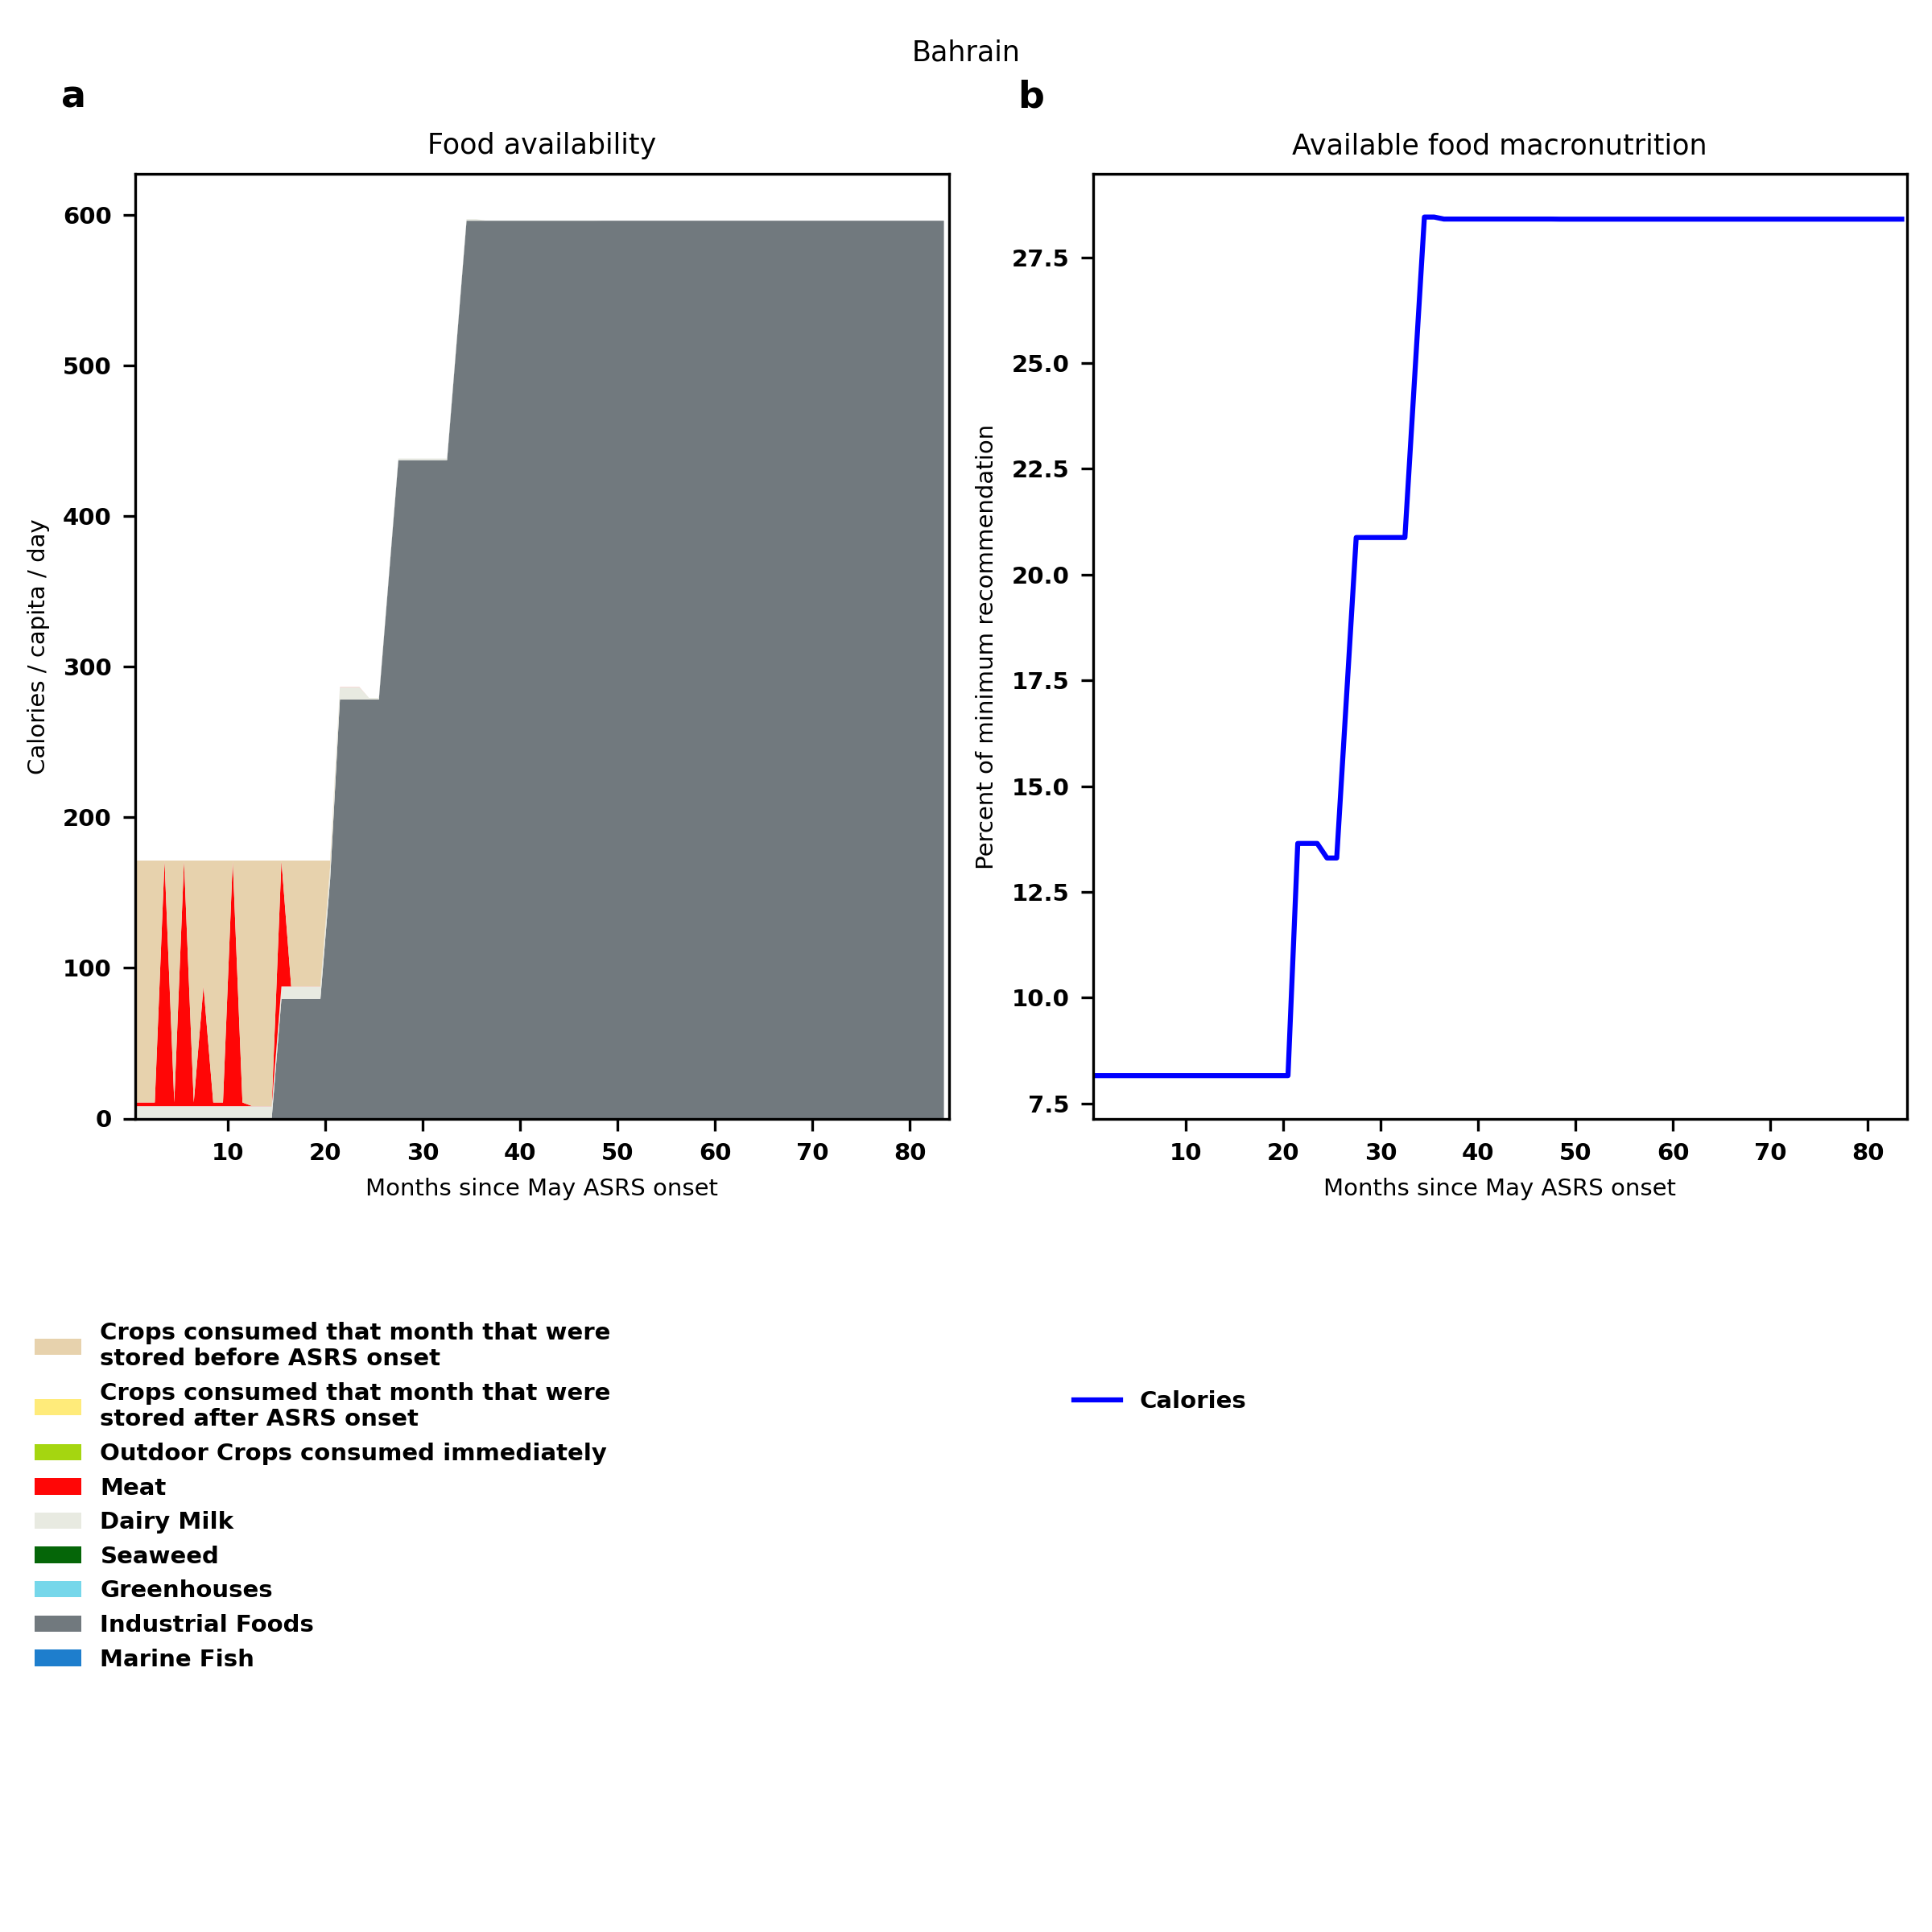 Bahrain
a
Food availability
Calories / capita / day
600
500
400
300
200
100
0
10 20 30 40 50 60 70 80
Months since May ASRS onset
b
Available food macronutrition
Percent of minimum recommendation
27.5
25.0
22.5
20.0
17.5
15.0
12.5
10.0
7.5
10 20 30 40 50 60 70 80
Months since May ASRS onset
Crops consumed that month that were
stored before ASRS onset
Crops consumed that month that were
stored after ASRS onset
Outdoor Crops consumed immediately
Meat
Dairy Milk
Seaweed
Greenhouses
Industrial Foods
Marine Fish
Calories